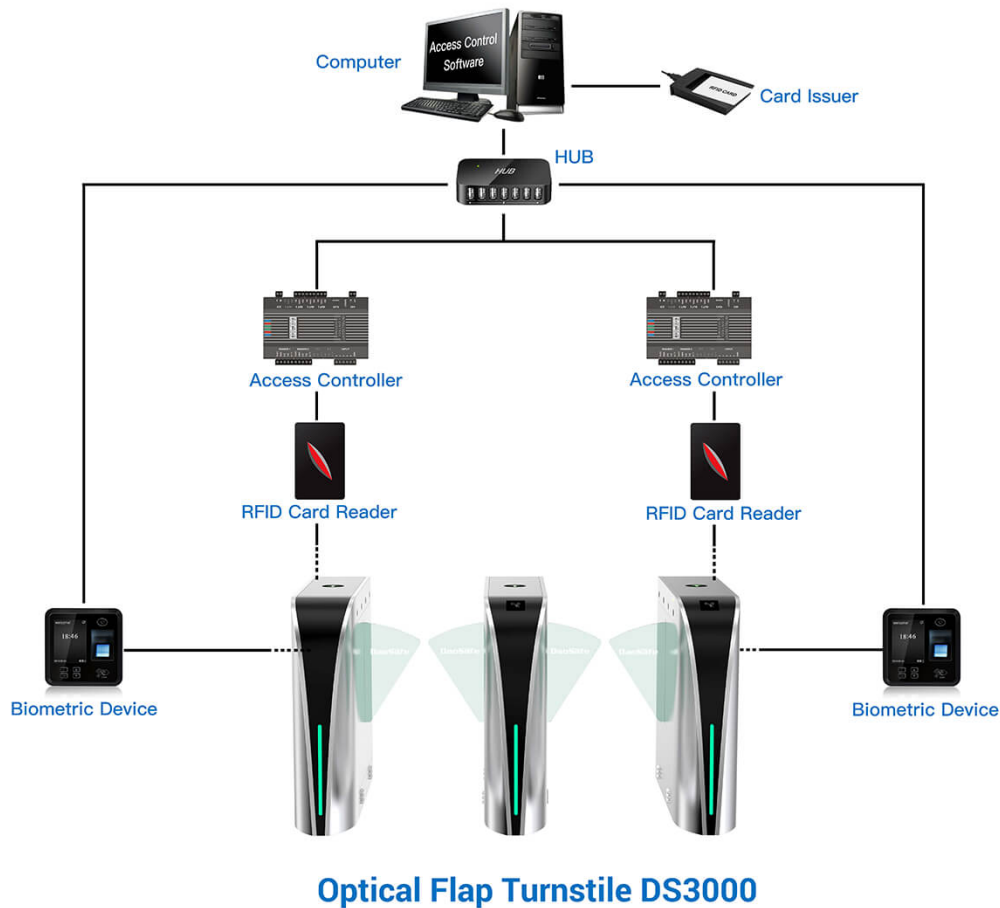 Access Control
Software
Computer
RFID CARD
Card Issuer
HUB
HUB
Access Controller
Access Controller
RFID Card Reader
RFID Card Reader
18:46
18:46
Biometric Device
Biometric Device
Optical Flap Turnstile DS3000